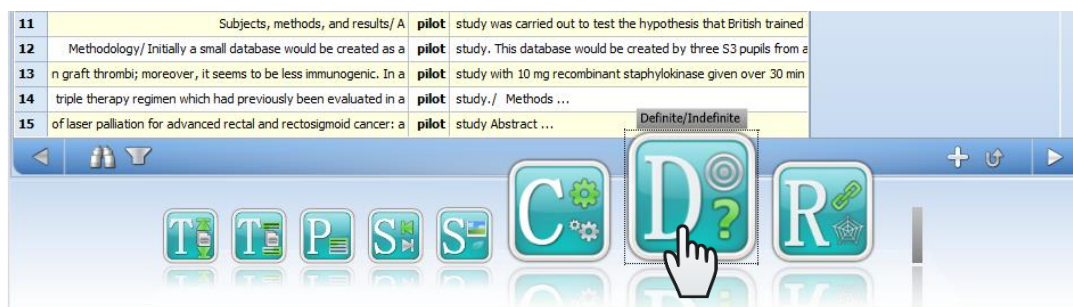 11 Subjects, methods, and results/ A pilot study was carried out to test the hypothesis that British trained
12 Methodology/ Initially a small database would be created as a pilot study. This database would be created by three S3 pupils from a
13 n graft thrombi; moreover, it seems to be less immunogenic. In a pilot study with 10 mg recombinant staphylokinase given over 30 min
14 triple therapy regimen which had previously been evaluated in a pilot study./ Methods ...
15 of laser palliation for advanced rectal and rectosigmoid cancer: a pilot study Abstract ...
Definite/Indefinite
T T P S S C D ? R